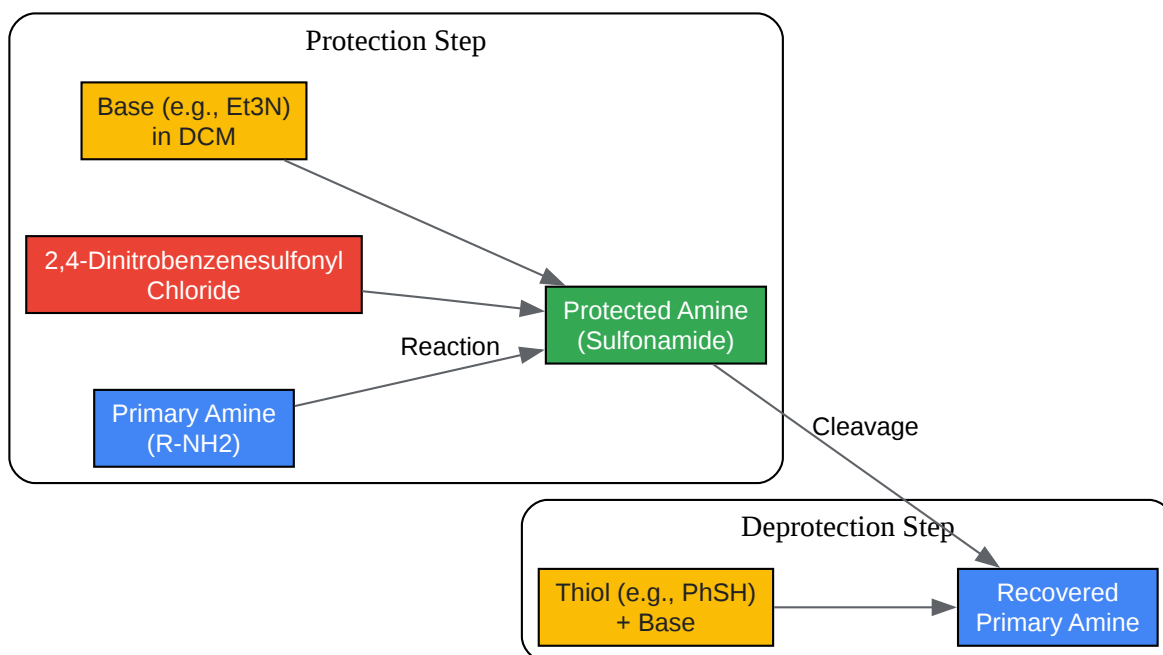 Protection Step
Base (e.g., Et3N)
in DCM
2,4-Dinitrobenzenesulfonyl
Chloride
Protected Amine
(Sulfonamide)
Reaction
Primary Amine
(R-NH2)
Cleavage
Deprotection Step
Thiol (e.g., PhSH)
+ Base
Recovered
Primary Amine